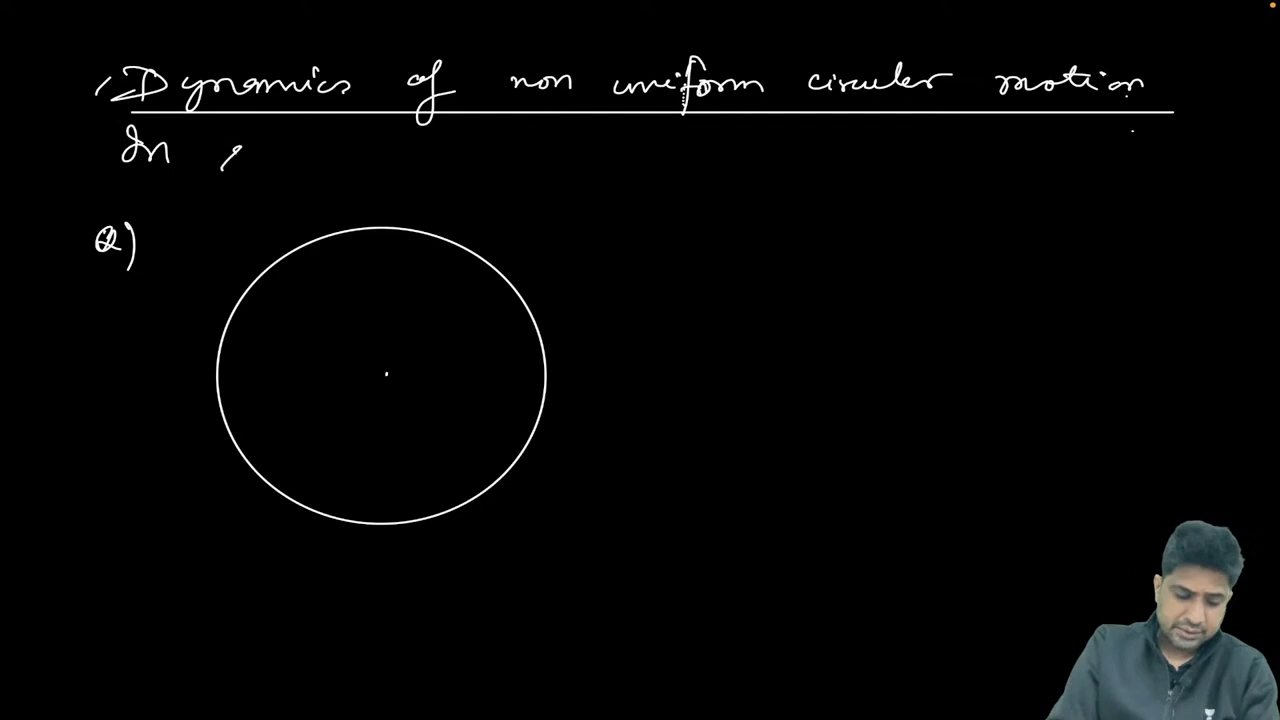 Dynamics of non uniform circular motion
In ,
Q)